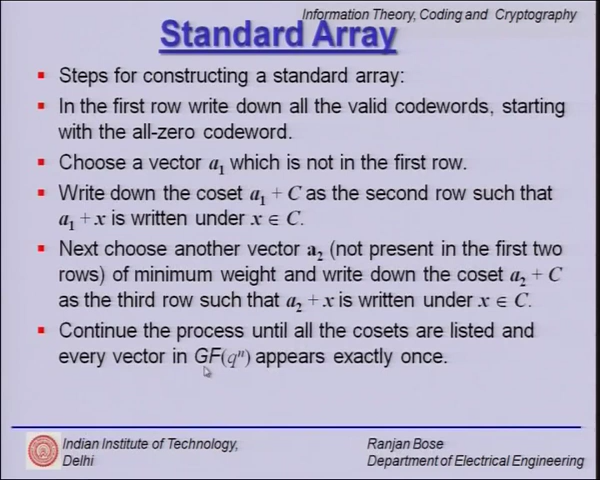 Information Theory, Coding and Cryptography
Standard Array
Steps for constructing a standard array:
In the first row write down all the valid codewords, starting
with the all-zero codeword.
Choose a vector a₁ which is not in the first row.
Write down the coset a₁ + C as the second row such that
a₁ + x is written under x ∈ C.
Next choose another vector a₂ (not present in the first two
rows) of minimum weight and write down the coset a₂ + C
as the third row such that a₂ + x is written under x ∈ C.
Continue the process until all the cosets are listed and
every vector in GF(qⁿ) appears exactly once.
Indian Institute of Technology,
Delhi
Ranjan Bose
Department of Electrical Engineering